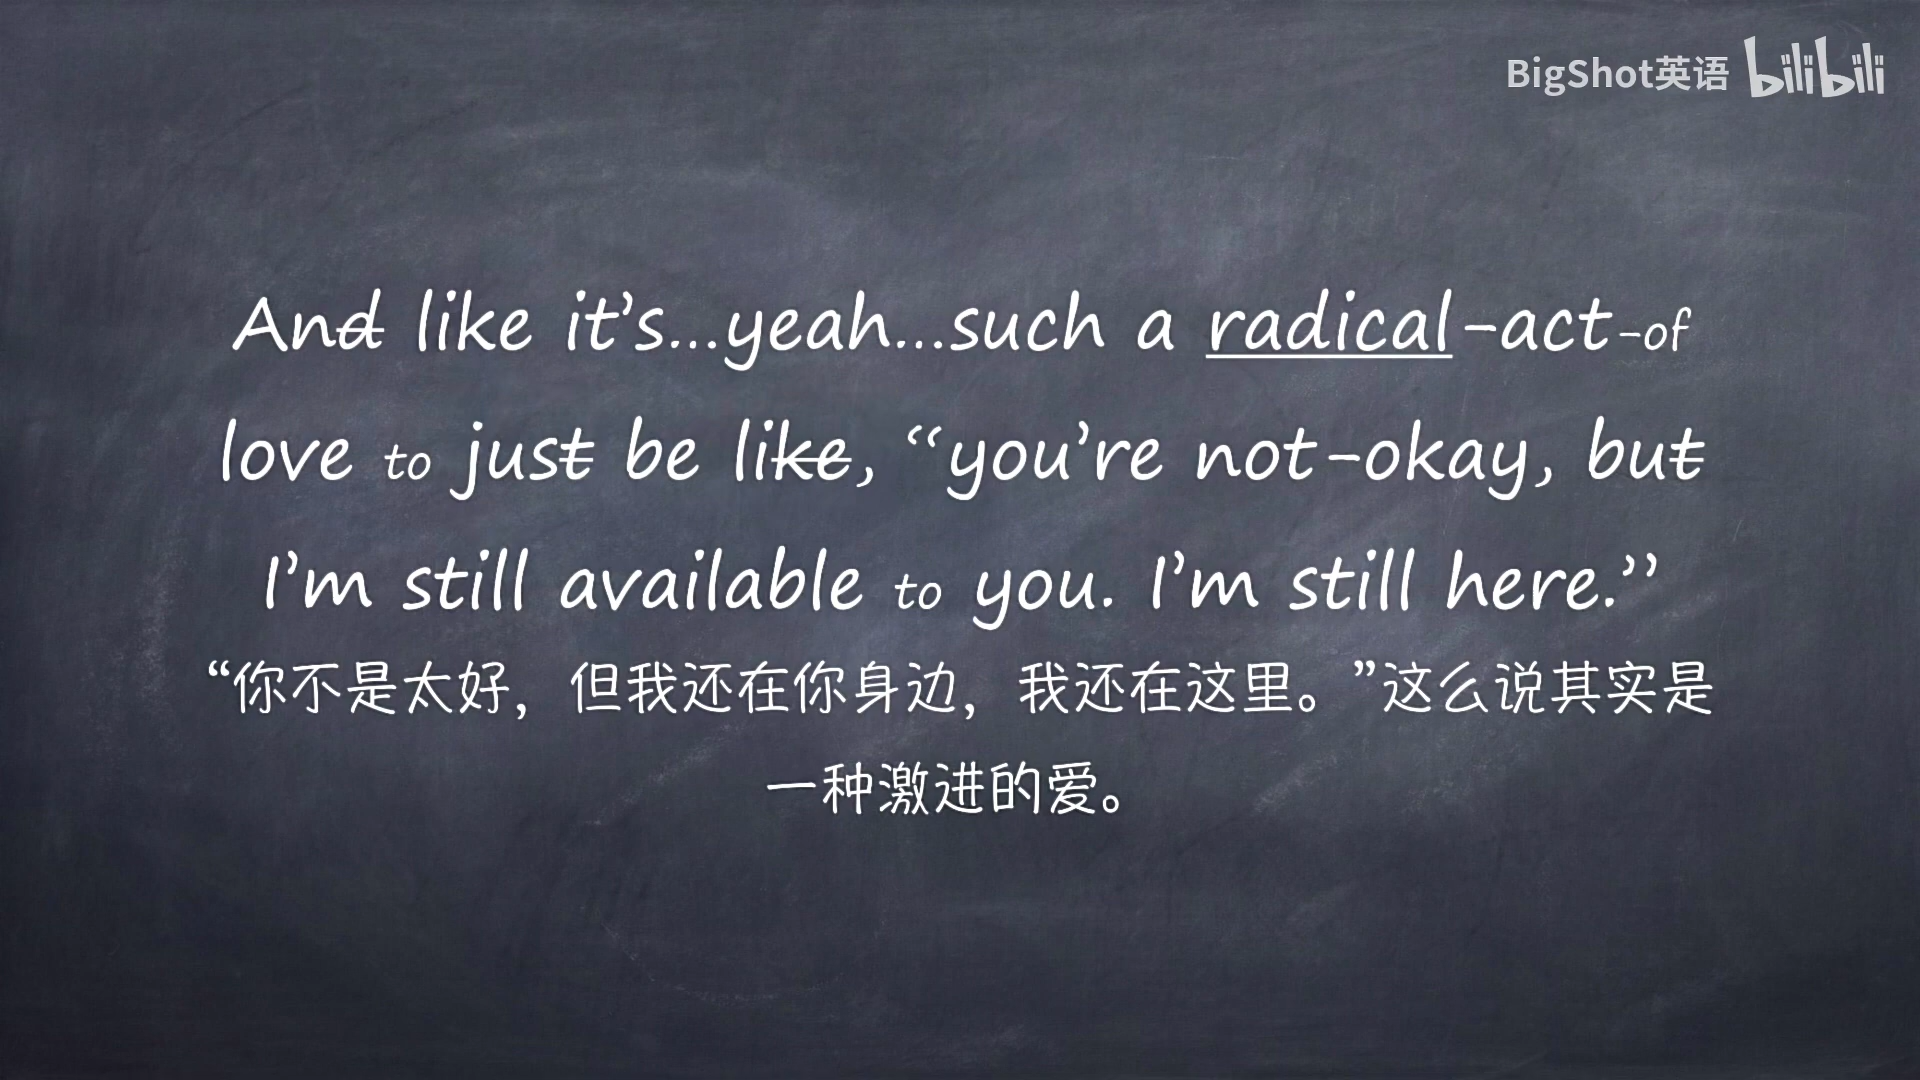 BigShot英语 bilibili
And like it's...yeah...such a radical-act-of
love to just be like, “you're not-okay, but
I'm still available to you. I'm still here.”
“你不是太好，但我还在你身边，我还在这里。”这么说其实是
一种激进的爱。